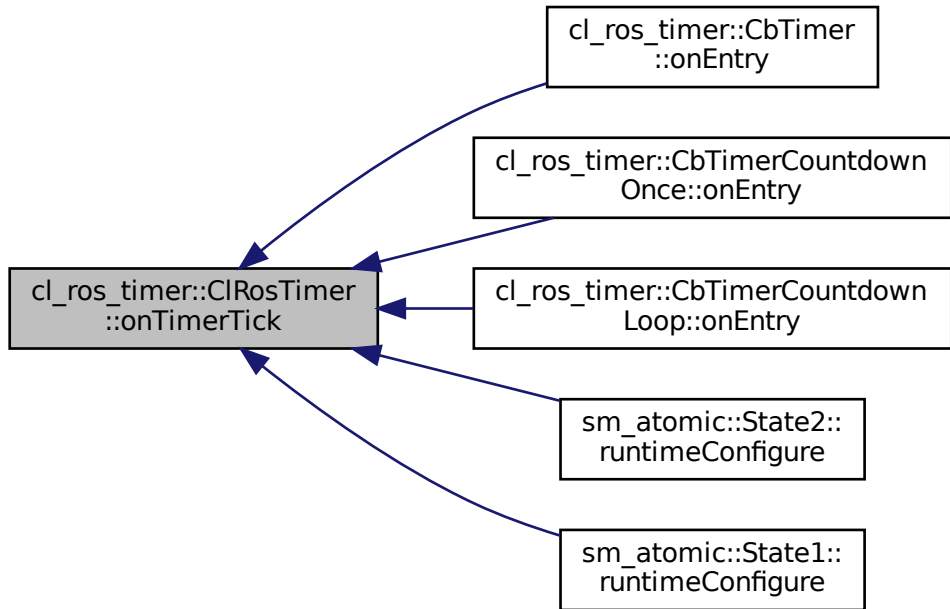 cl_ros_timer::CbTimer
::onEntry
cl_ros_timer::CbTimerCountdown
Once::onEntry
cl_ros_timer::ClRosTimer
::onTimerTick
cl_ros_timer::CbTimerCountdown
Loop::onEntry
sm_atomic::State2::
runtimeConfigure
sm_atomic::State1::
runtimeConfigure